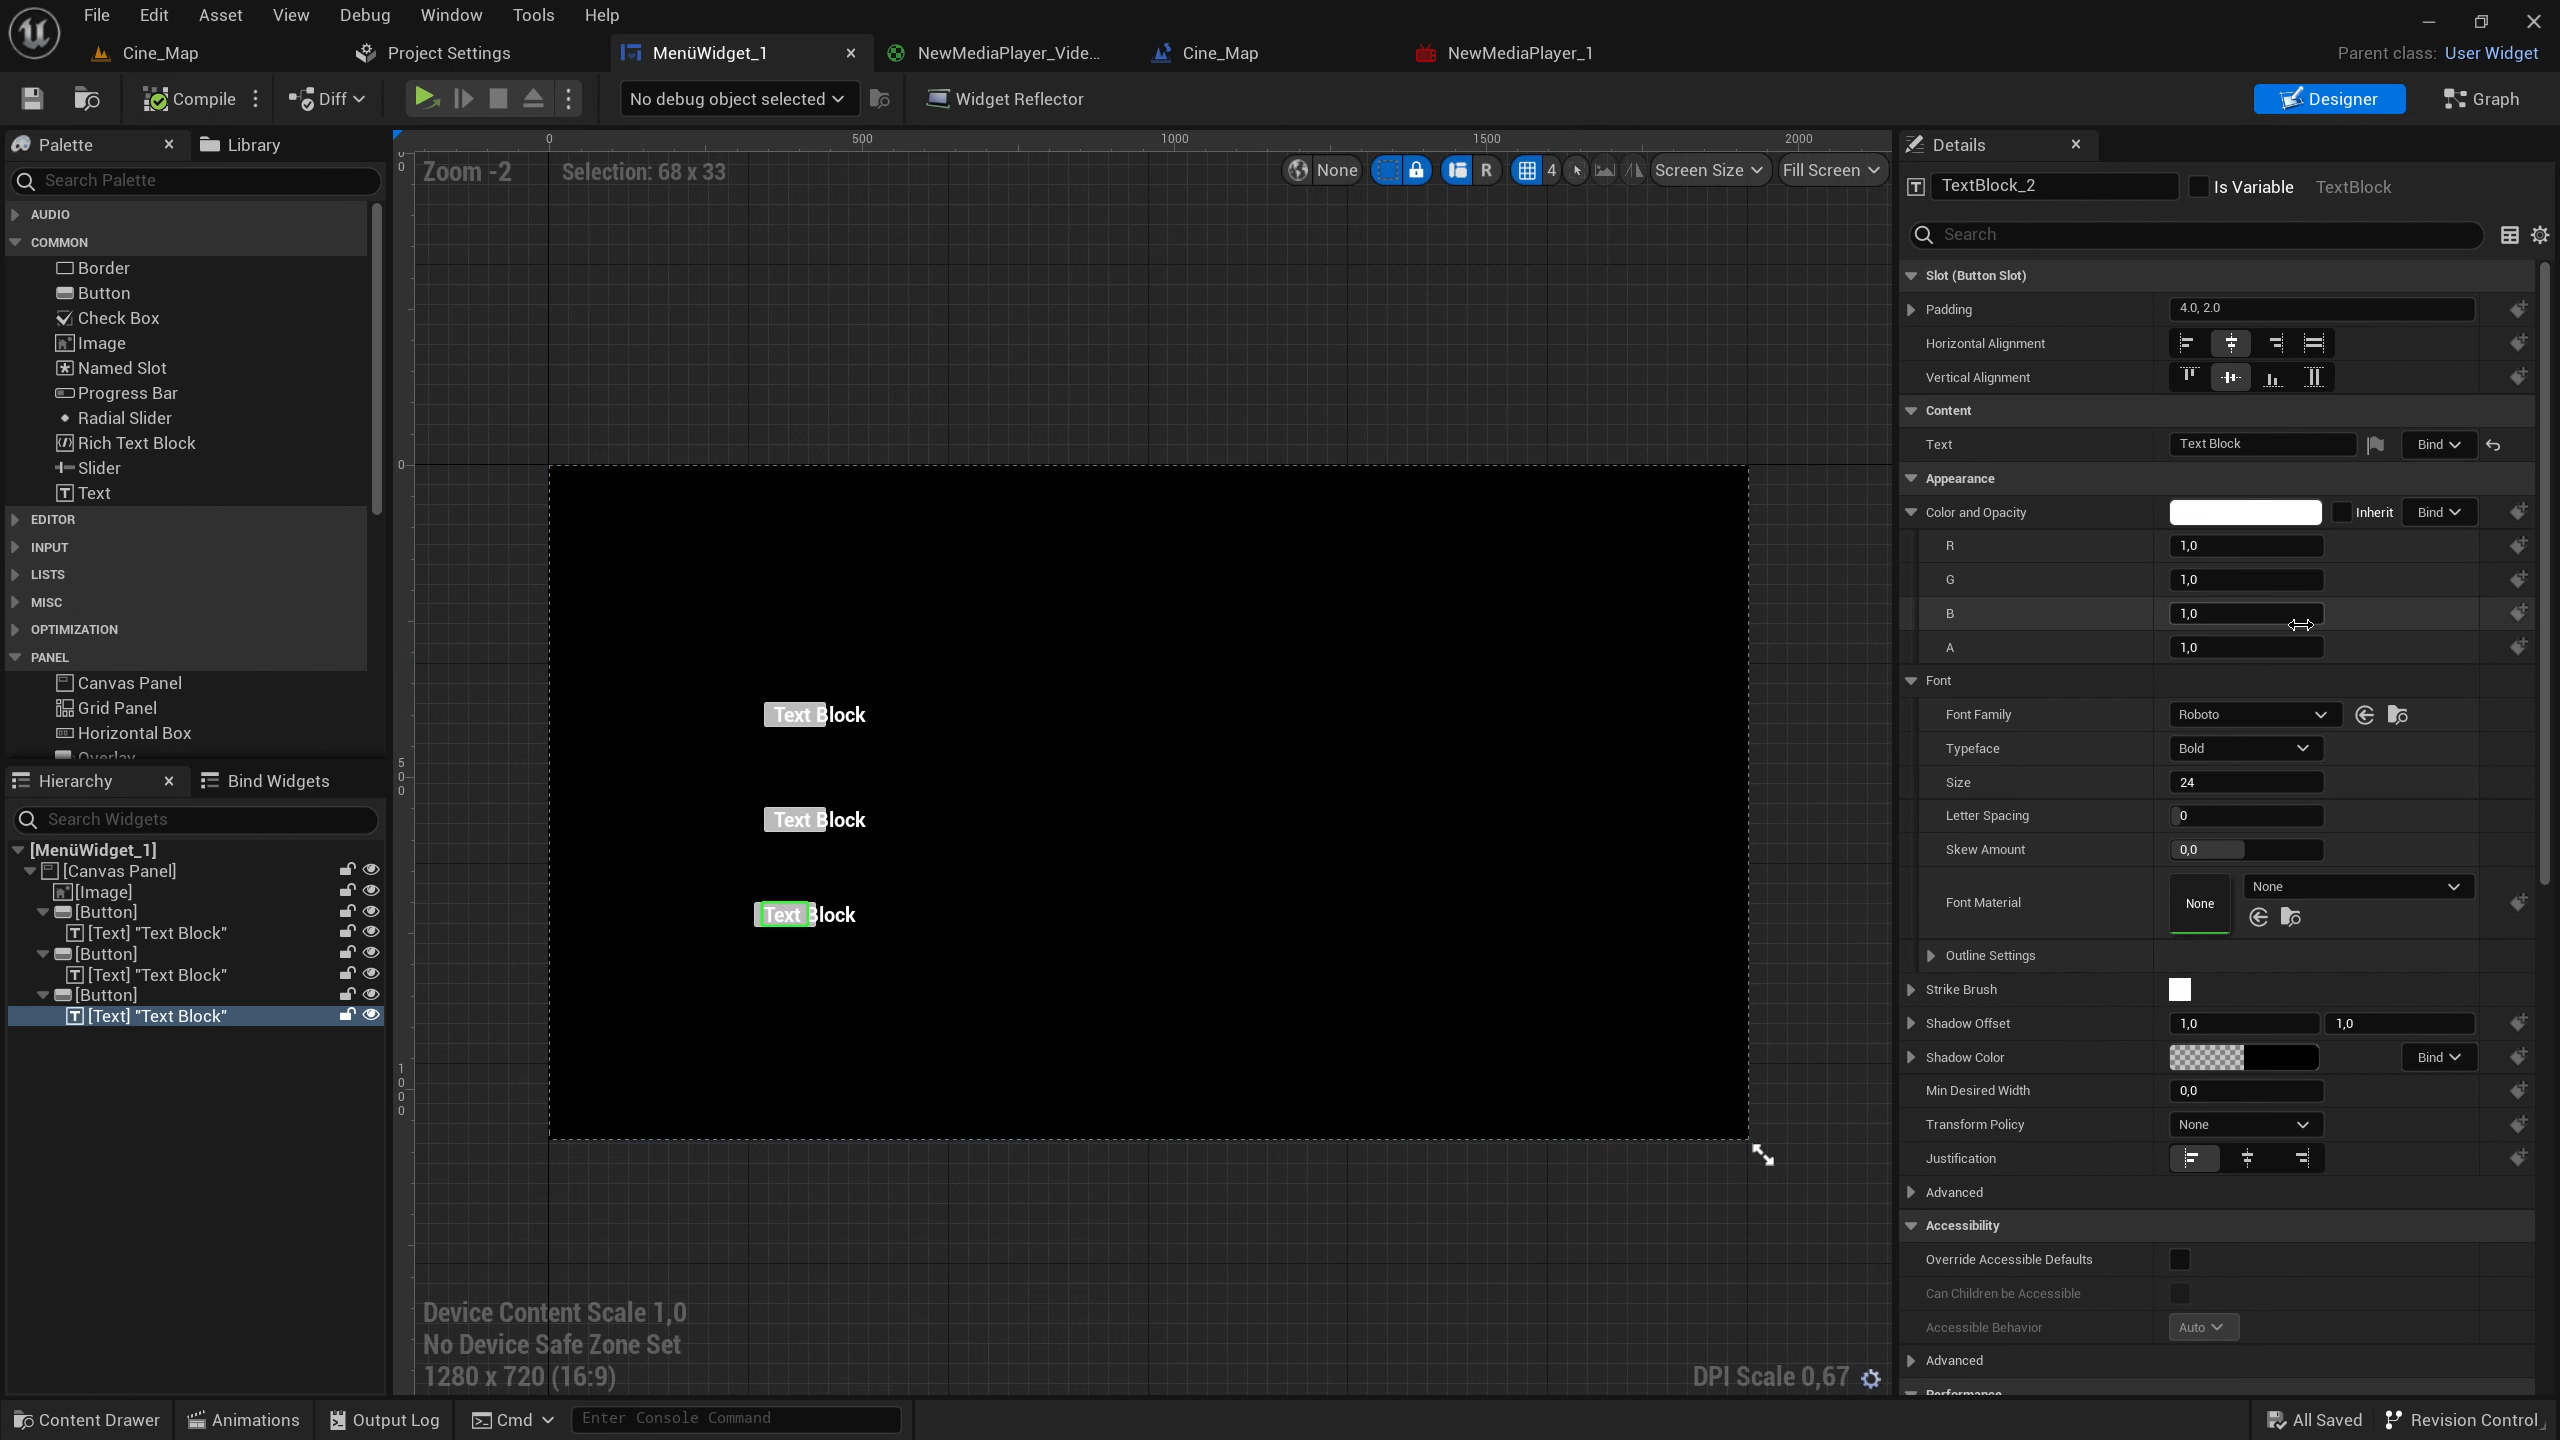 File Edit Asset View Debug Window Tools Help
Cine_Map Project Settings MenüWidget_1 NewMediaPlayer_Vide... Cine_Map NewMediaPlayer_1 Parent class: User Widget
Compile Diff No debug object selected Widget Reflector Designer Graph
Palette Library
Search Palette
AUDIO
COMMON
Border
Button
Check Box
Image
Named Slot
Progress Bar
Radial Slider
Rich Text Block
Slider
Text
EDITOR
INPUT
LISTS
MISC
OPTIMIZATION
PANEL
Canvas Panel
Grid Panel
Horizontal Box
Overlay
Hierarchy Bind Widgets
Search Widgets
[MenüWidget_1]
[Canvas Panel]
[Image]
[Button]
[Text] "Text Block"
[Button]
[Text] "Text Block"
[Button]
[Text] "Text Block"
0 500 1000 1500 2000
Zoom -2 Selection: 68 x 33 None R 4 Screen Size Fill Screen
0
0
0
500
1000
Text Block
Text Block
Text Block
Device Content Scale 1,0
No Device Safe Zone Set
1280 x 720 (16:9) DPI Scale 0,67
Details
TextBlock_2 Is Variable TextBlock
Search
Slot (Button Slot)
Padding 4.0, 2.0
Horizontal Alignment
Vertical Alignment
Content
Text Text Block Bind
Appearance
Color and Opacity Inherit Bind
R 1,0
G 1,0
B 1,0
A 1,0
Font
Font Family Roboto
Typeface Bold
Size 24
Letter Spacing 0
Skew Amount 0,0
Font Material None None
Outline Settings
Strike Brush
Shadow Offset 1,0 1,0
Shadow Color Bind
Min Desired Width 0,0
Transform Policy None
Justification
Advanced
Accessibility
Override Accessible Defaults
Can Children be Accessible
Accessible Behavior Auto
Advanced
Performance
Content Drawer Animations Output Log Cmd Enter Console Command All Saved Revision Control